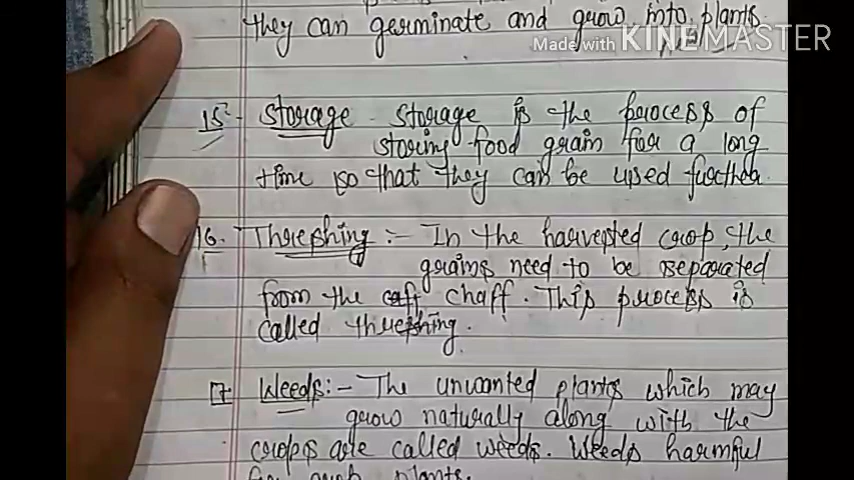 they can germinate and grow into plants.
Made with KINEMASTER
15:- Storage - Storage is the process of
storing food grain for a long
time so that they can be used further.
16. Threshing :- In the harvested crop, the
grains need to be separated
from the chaff. This process is
called threshing.
17. Weeds :- The unwanted plants which may
grow naturally along with the
crops are called weeds. Weeds harmful
plants.